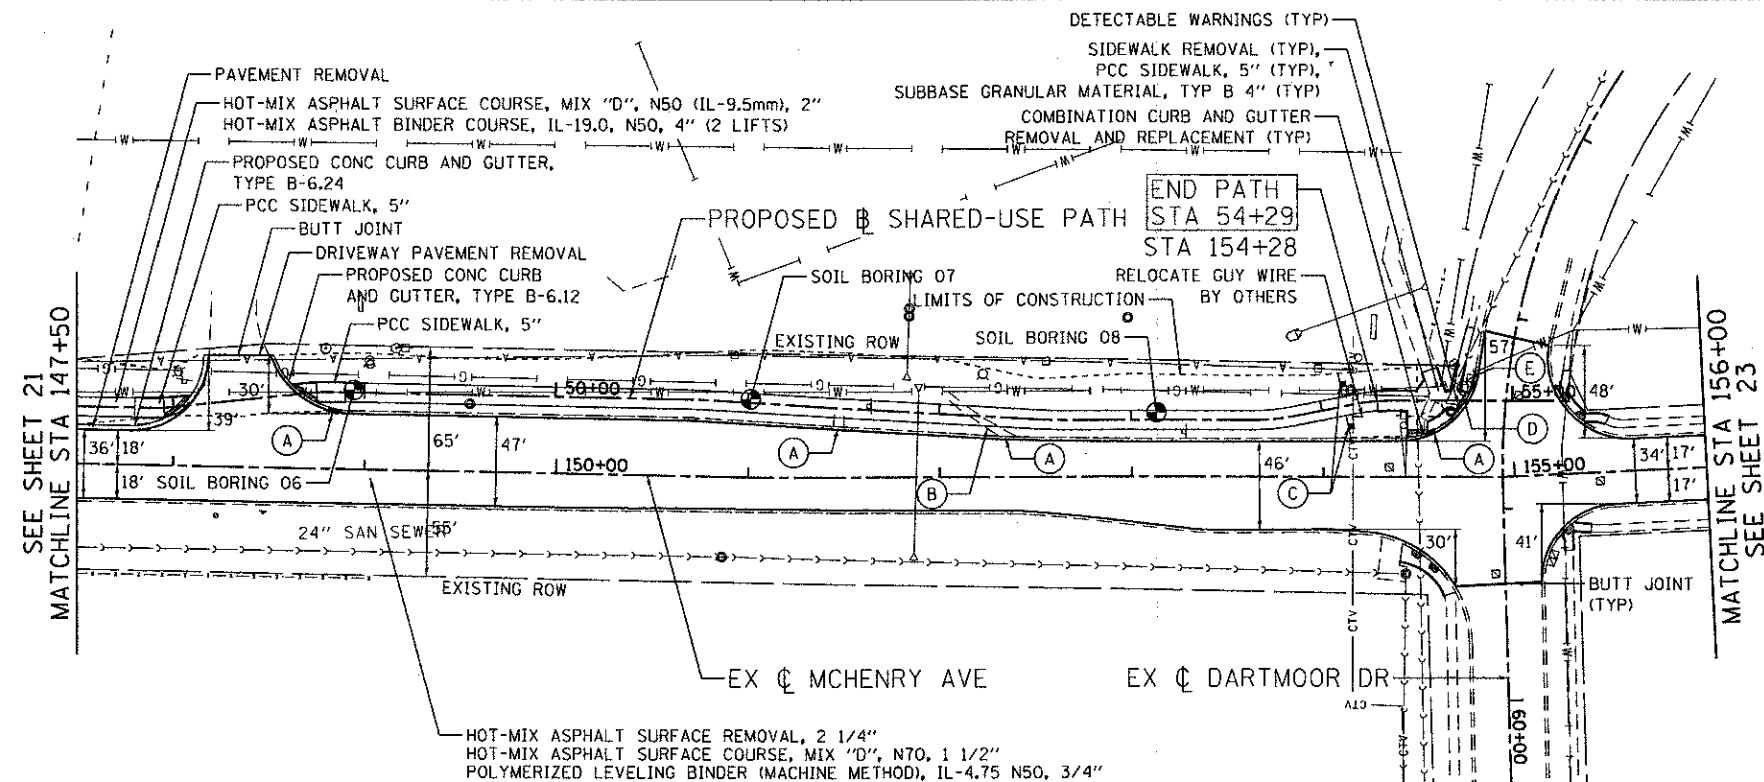 DETECTABLE WARNINGS (TYP)
SIDEWALK REMOVAL (TYP),
PCC SIDEWALK, 5" (TYP),
SUBBASE GRANULAR MATERIAL, TYP B 4" (TYP)
COMBINATION CURB AND GUTTER
REMOVAL AND REPLACEMENT (TYP)
PAVEMENT REMOVAL
HOT-MIX ASPHALT SURFACE COURSE, MIX "D", N50 (IL-9.5mm), 2"
HOT-MIX ASPHALT BINDER COURSE, IL-19.0, N50, 4" (2 LIFTS)
PROPOSED CONC CURB AND GUTTER,
TYPE B-6.24
PCC SIDEWALK, 5"
BUTT JOINT
DRIVEWAY PAVEMENT REMOVAL
PROPOSED CONC CURB
AND GUTTER, TYPE B-6.12
PCC SIDEWALK, 5"
PROPOSED ⅊ SHARED-USE PATH
END PATH
STA 54+29
STA 154+28
SOIL BORING 07
LIMITS OF CONSTRUCTION
RELOCATE GUY WIRE
BY OTHERS
EXISTING ROW
SOIL BORING 08
SEE SHEET 21
MATCHLINE STA 147+50
MATCHLINE STA 156+00
SEE SHEET 23
50+00
55+00
57'
48'
30'
39'
36'
18'
18'
65'
47'
46'
34'
17'
17'
A
A
A
A
B
C
D
E
150+00
155+00
SOIL BORING 06
24" SAN SEWER
55'
30'
41'
EXISTING ROW
BUTT JOINT
(TYP)
EX ℄ MCHENRY AVE
EX ℄ DARTMOOR DR
160+00
CTV
CTV
CTV
CTV
CTV
HOT-MIX ASPHALT SURFACE REMOVAL, 2 1/4"
HOT-MIX ASPHALT SURFACE COURSE, MIX "D", N70, 1 1/2"
POLYMERIZED LEVELING BINDER (MACHINE METHOD), IL-4.75 N50, 3/4"